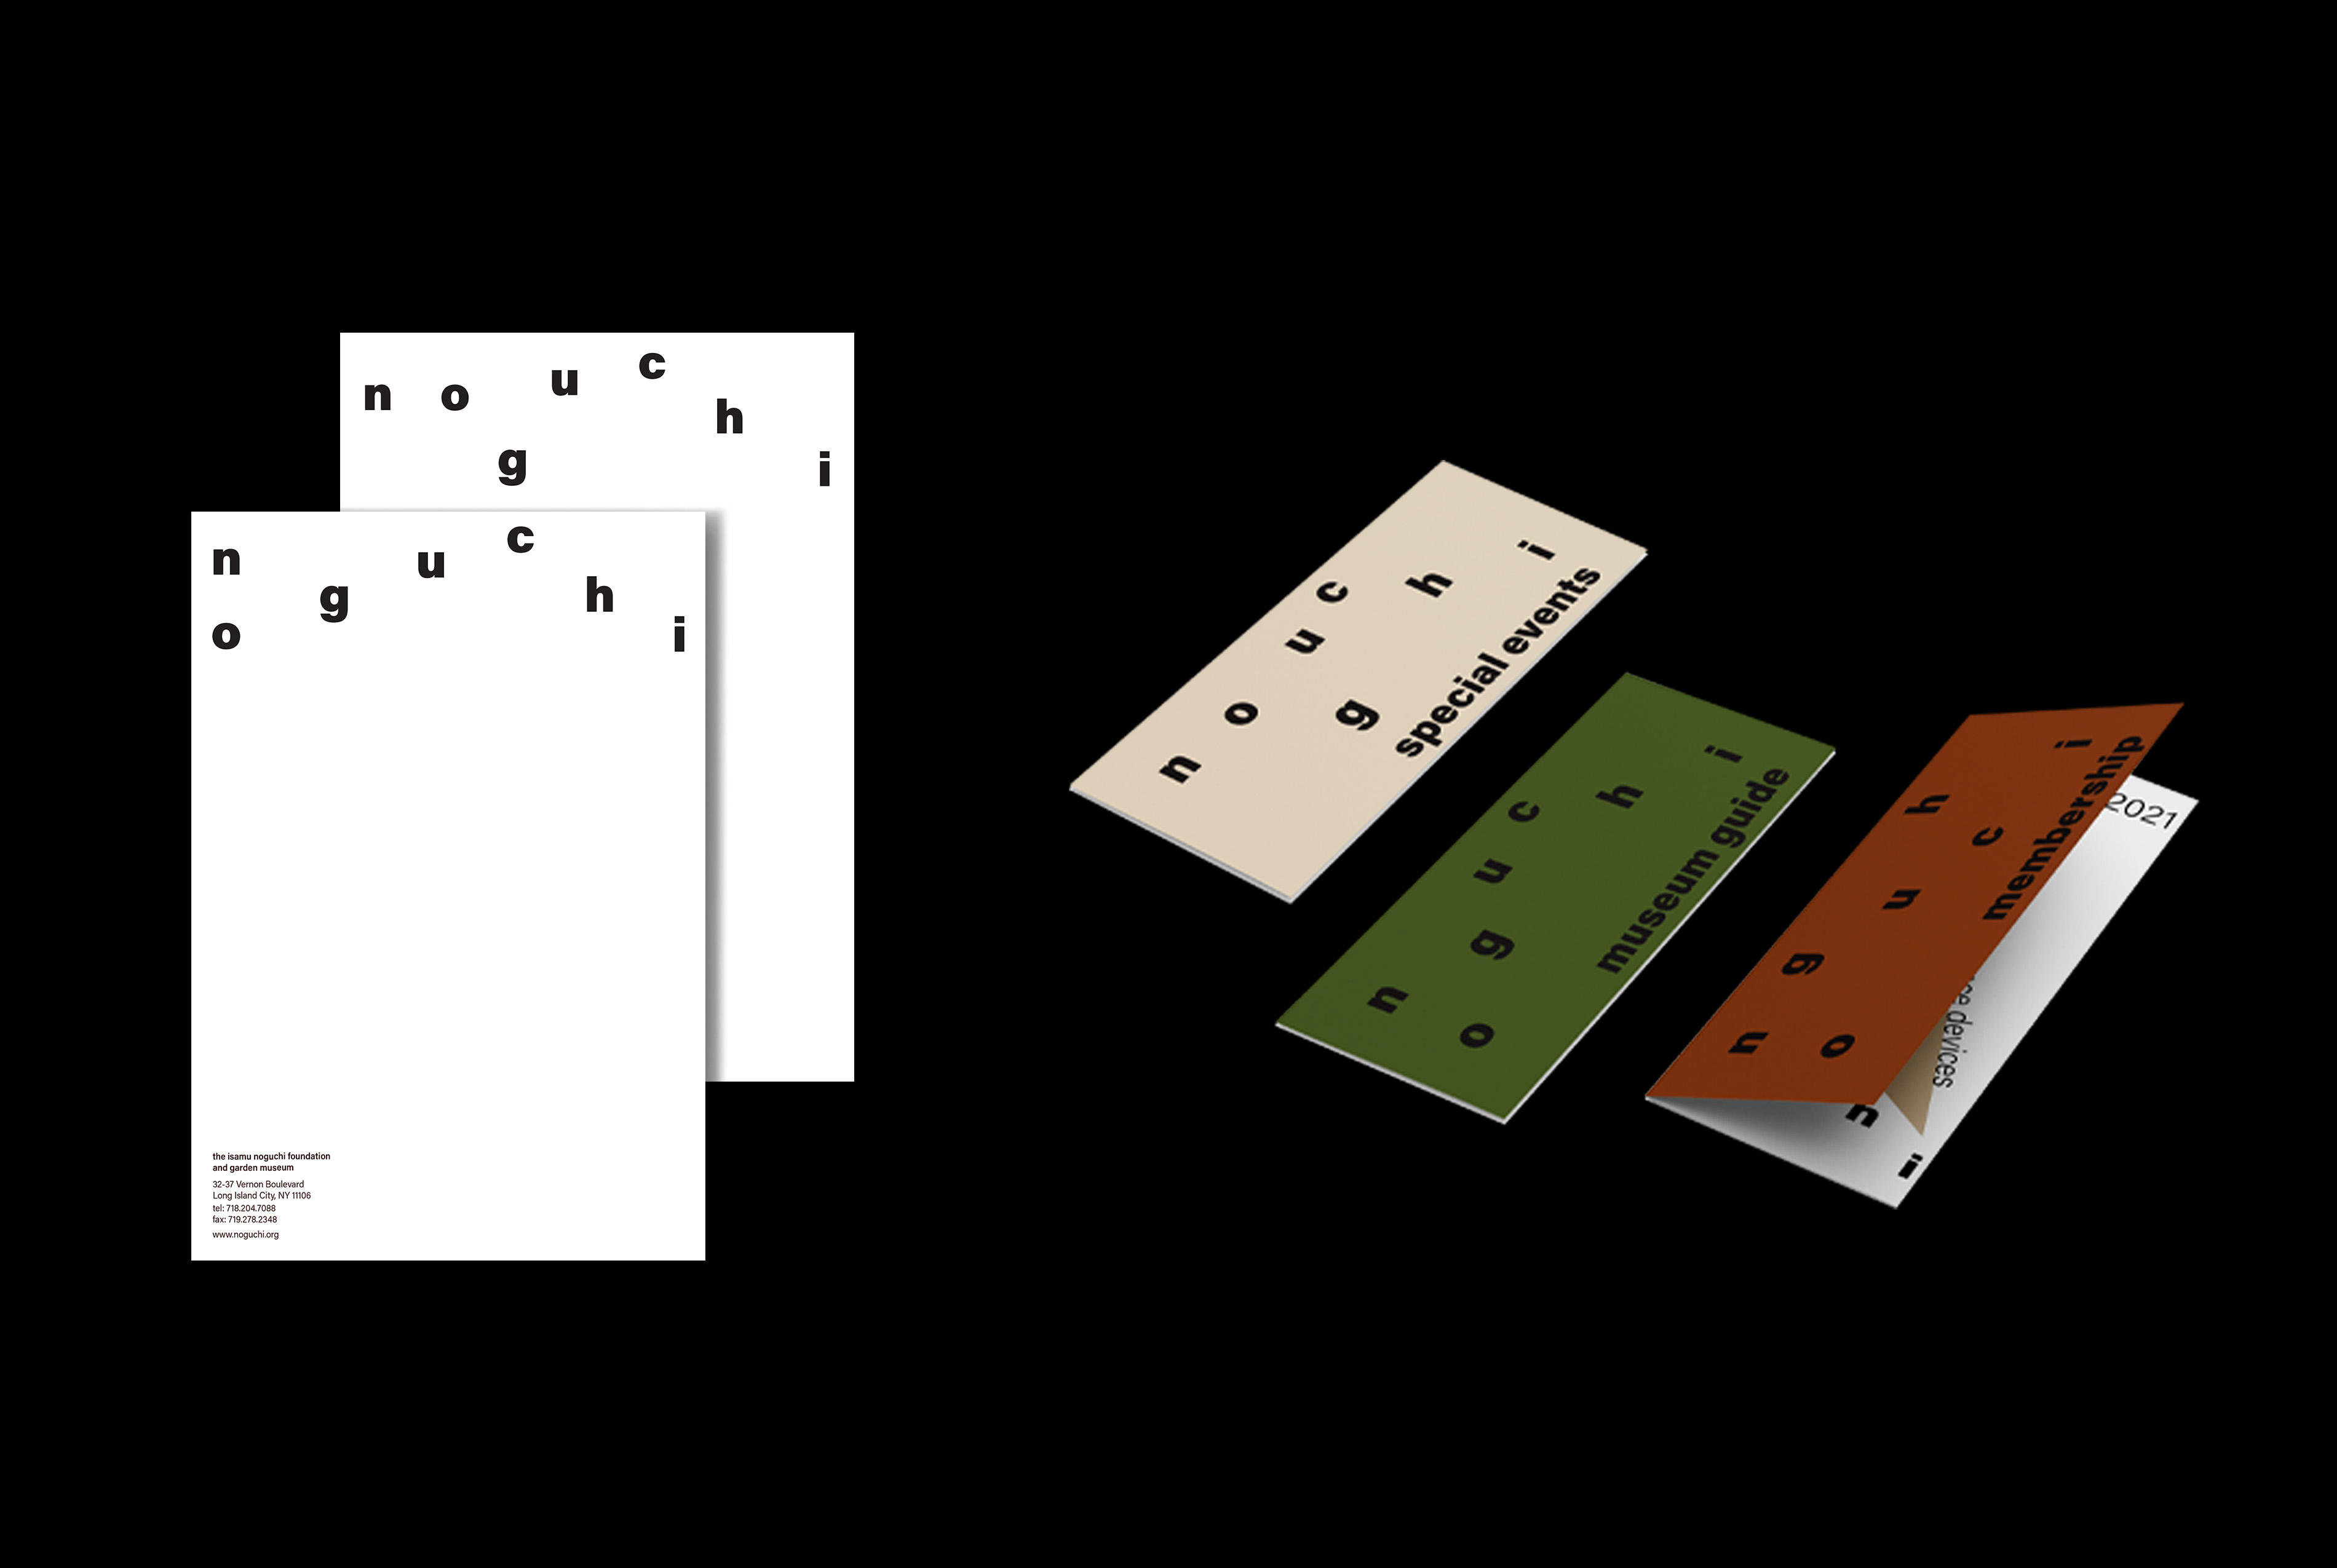 n o u c h i
g
n o g u c h i
the isamu noguchi foundation
and garden museum
32-37 Vernon Boulevard
Long Island City, NY 11106
tel: 718.204.7088
fax: 719.278.2348
www.noguchi.org
n o g u c h i
special events
n o g u c h i
museum guide
n o g u c h i
membership
2021
devices
n
i